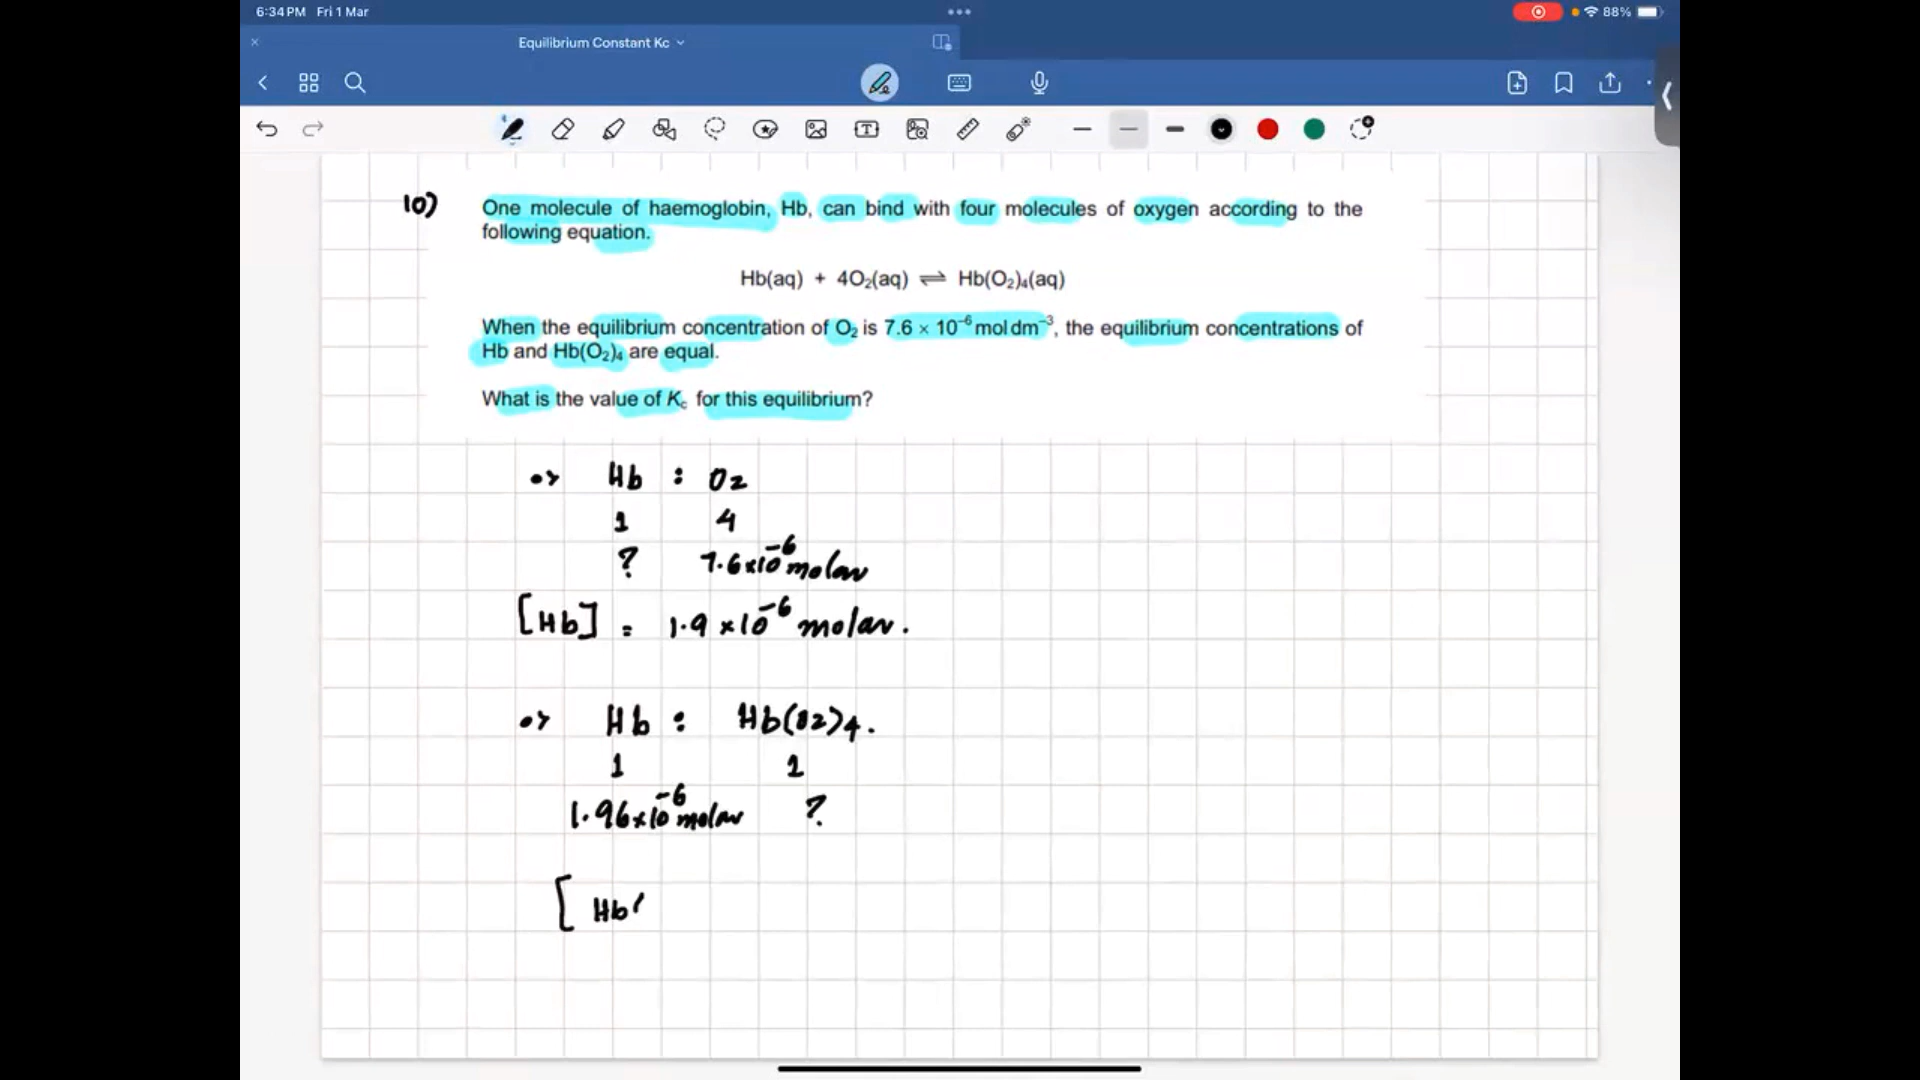 6:34 PM Fri 1 Mar
88%
Equilibrium Constant Kc
10)
One molecule of haemoglobin, Hb, can bind with four molecules of oxygen according to the
following equation.
Hb(aq) + 4O₂(aq) ⇌ Hb(O₂)₄(aq)
When the equilibrium concentration of O₂ is 7.6 × 10⁻⁶ mol dm⁻³, the equilibrium concentrations of
Hb and Hb(O₂)₄ are equal.
What is the value of Kc for this equilibrium?
Hb : O2
1 4
? 7.6×10⁻⁶ molar
[Hb] = 1.9 ×10⁻⁶ molar.
Hb : Hb(O2)4.
1 1
1.96×10⁻⁶ molar ?
[ Hb(